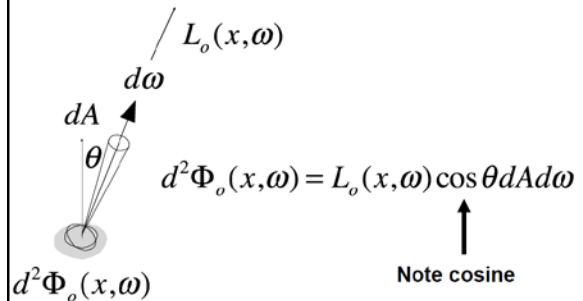 L_o(x,ω)
dω
dA
θ
d²Φ_o(x,ω) = L_o(x,ω) cos θ dA dω
d²Φ_o(x,ω)
Note cosine